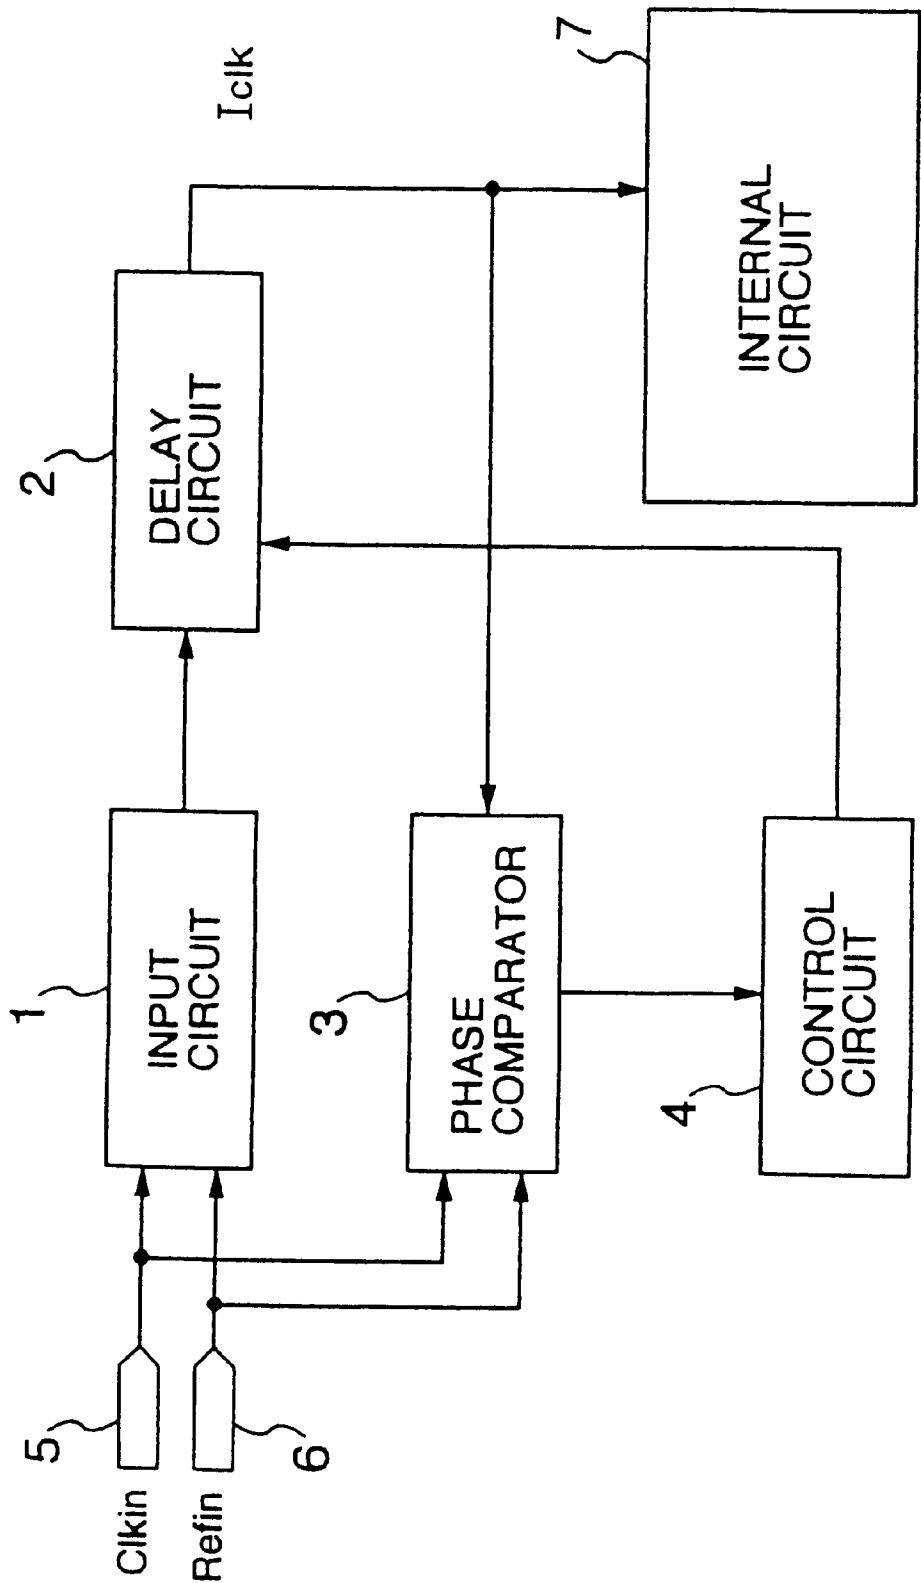 Clkin
5
Refin
6
1
INPUT
CIRCUIT
2
DELAY
CIRCUIT
Iclk
3
PHASE
COMPARATOR
4
CONTROL
CIRCUIT
7
INTERNAL
CIRCUIT